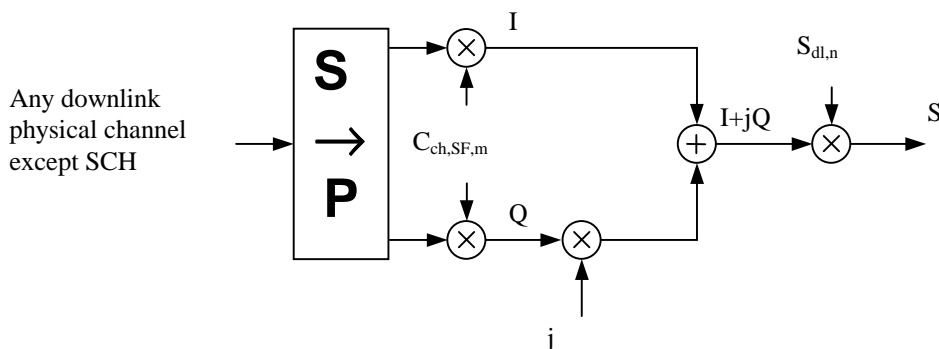 Any downlink
physical channel
except SCH
S
→
P
I
C_ch,SF,m
Q
j
I+jQ
S_dl,n
S